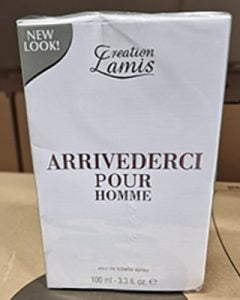 NEW
LOOK!
Creation
Lamis
ARRIVEDERCI
POUR
HOMME
eau de toilette spray
100 ml - 3.3 fl. oz. ℮